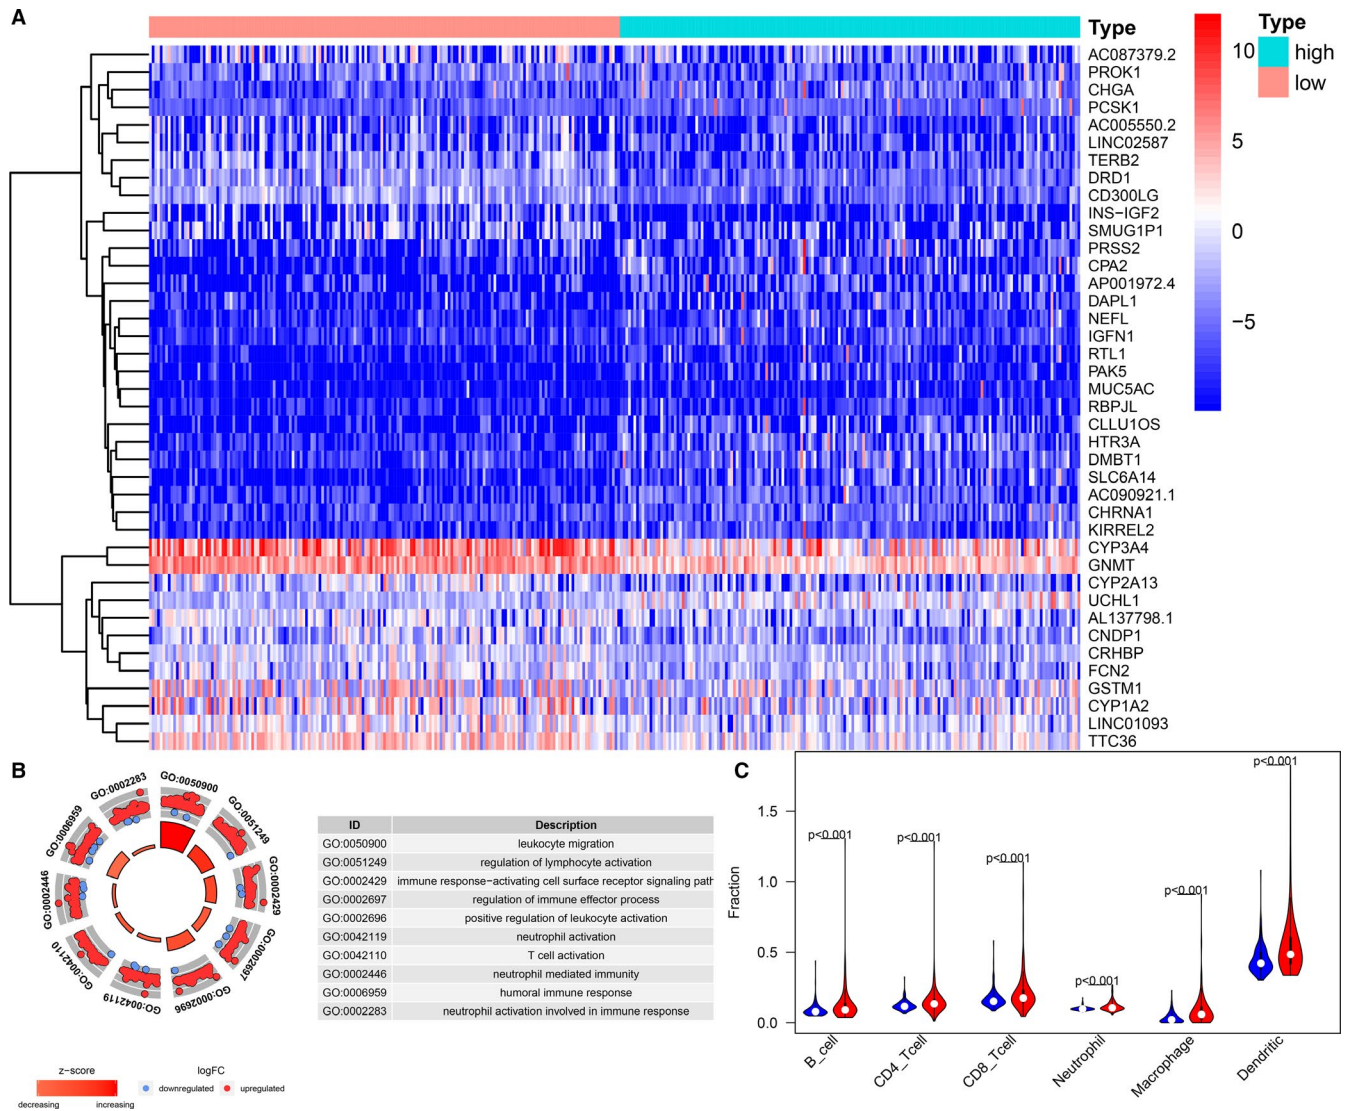 A
Type
AC087379.2
PROK1
CHGA
PCSK1
AC005550.2
LINC02587
TERB2
DRD1
CD300LG
INS−IGF2
SMUG1P1
PRSS2
CPA2
AP001972.4
DAPL1
NEFL
IGFN1
RTL1
PAK5
MUC5AC
RBPJL
CLLU1OS
HTR3A
DMBT1
SLC6A14
AC090921.1
CHRNA1
KIRREL2
CYP3A4
GNMT
CYP2A13
UCHL1
AL137798.1
CNDP1
CRHBP
FCN2
GSTM1
CYP1A2
LINC01093
TTC36
10
5
0
−5
Type
high
low
B
GO:0050900
GO:0051249
GO:0002429
GO:0002697
GO:0002696
GO:0042119
GO:0042110
GO:0002446
GO:0006959
GO:0002283
ID Description
GO:0050900 leukocyte migration
GO:0051249 regulation of lymphocyte activation
GO:0002429 immune response−activating cell surface receptor signaling path
GO:0002697 regulation of immune effector process
GO:0002696 positive regulation of leukocyte activation
GO:0042119 neutrophil activation
GO:0042110 T cell activation
GO:0002446 neutrophil mediated immunity
GO:0006959 humoral immune response
GO:0002283 neutrophil activation involved in immune response
z−score
decreasing increasing
logFC
downregulated upregulated
C
Fraction
1.5
1.0
0.5
0.0
p<0.001
p<0.001
p<0.001
p<0.001
p<0.001
p<0.001
B_cell
CD4_Tcell
CD8_Tcell
Neutrophil
Macrophage
Dendritic